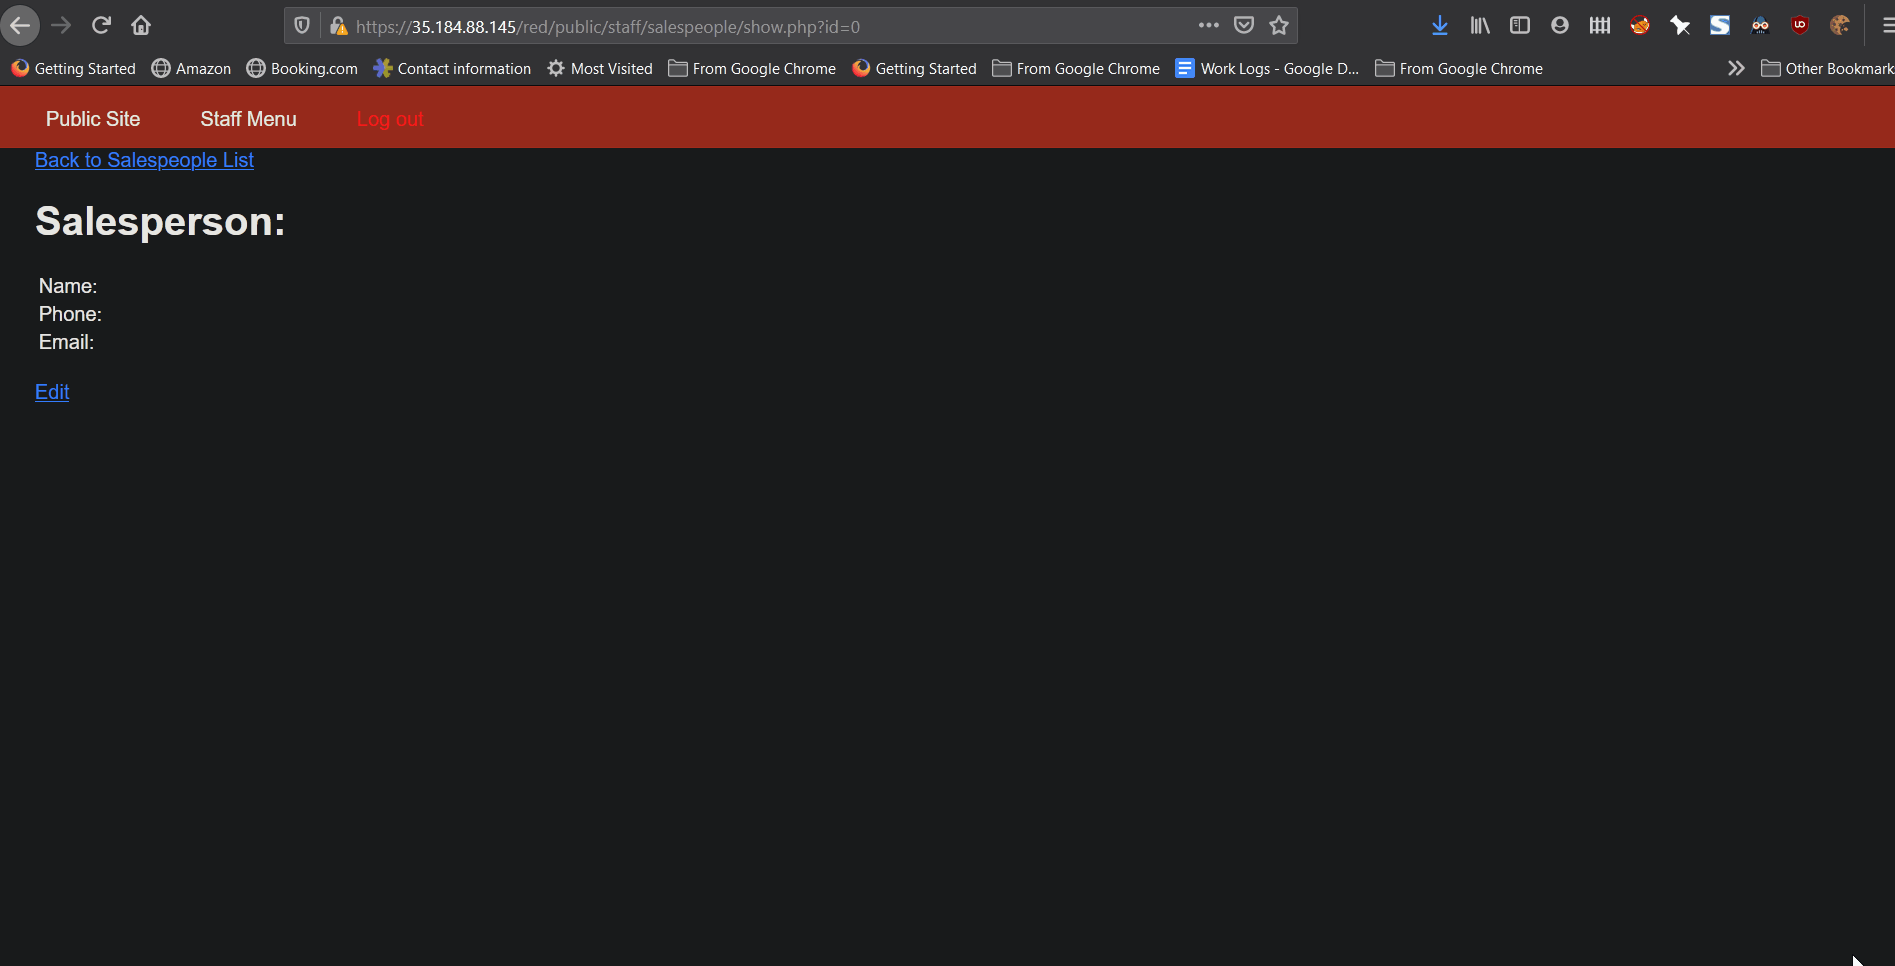 https://35.184.88.145/red/public/staff/salespeople/show.php?id=0
Getting Started Amazon Booking.com Contact information Most Visited From Google Chrome Getting Started From Google Chrome Work Logs - Google D... From Google Chrome Other Bookmark
Public Site Staff Menu Log out
Back to Salespeople List
Salesperson:
Name:
Phone:
Email:
Edit